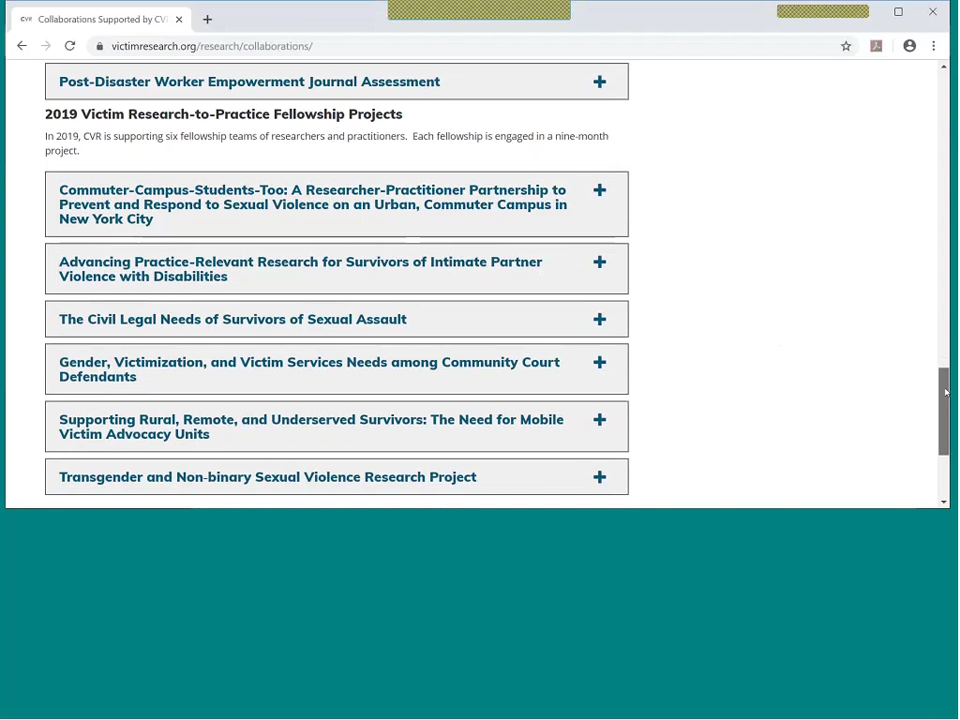 CVR Collaborations Supported by CV
victimresearch.org/research/collaborations/
Post-Disaster Worker Empowerment Journal Assessment
2019 Victim Research-to-Practice Fellowship Projects
In 2019, CVR is supporting six fellowship teams of researchers and practitioners. Each fellowship is engaged in a nine-month
project.
Commuter-Campus-Students-Too: A Researcher-Practitioner Partnership to
Prevent and Respond to Sexual Violence on an Urban, Commuter Campus in
New York City
Advancing Practice-Relevant Research for Survivors of Intimate Partner
Violence with Disabilities
The Civil Legal Needs of Survivors of Sexual Assault
Gender, Victimization, and Victim Services Needs among Community Court
Defendants
Supporting Rural, Remote, and Underserved Survivors: The Need for Mobile
Victim Advocacy Units
Transgender and Non-binary Sexual Violence Research Project